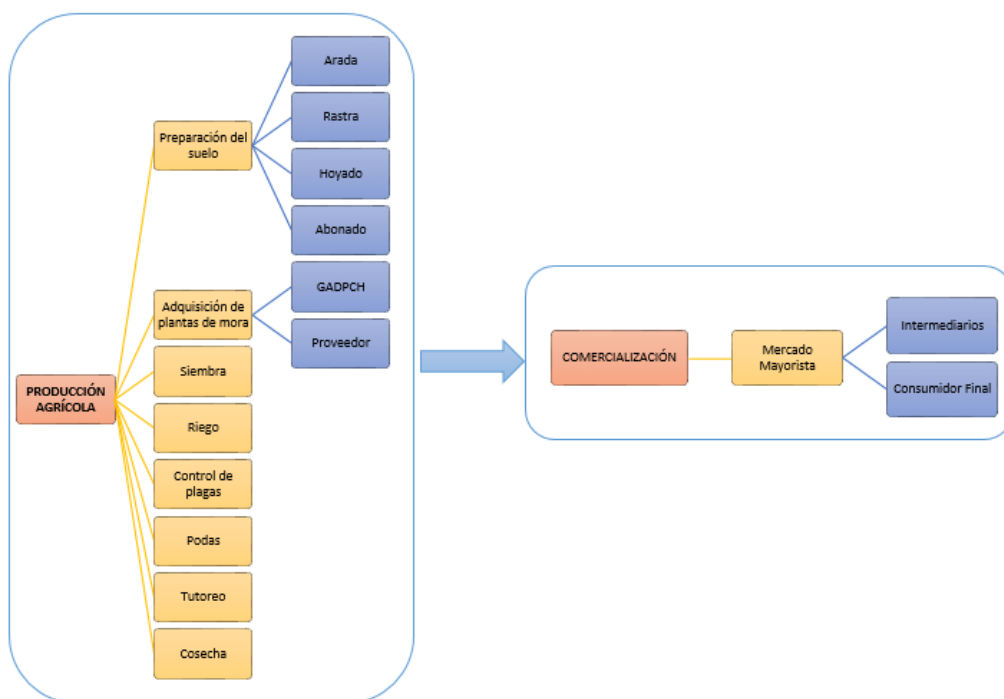 Arada
Rastra
Preparación del
suelo
Hoyado
Abonado
GADPCH
Adquisición de
plantas de mora
Proveedor
Siembra
PRODUCCIÓN
AGRÍCOLA
Riego
Control de
plagas
Podas
Tutoreo
Cosecha
COMERCIALIZACIÓN
Mercado
Mayorista
Intermediarios
Consumidor Final